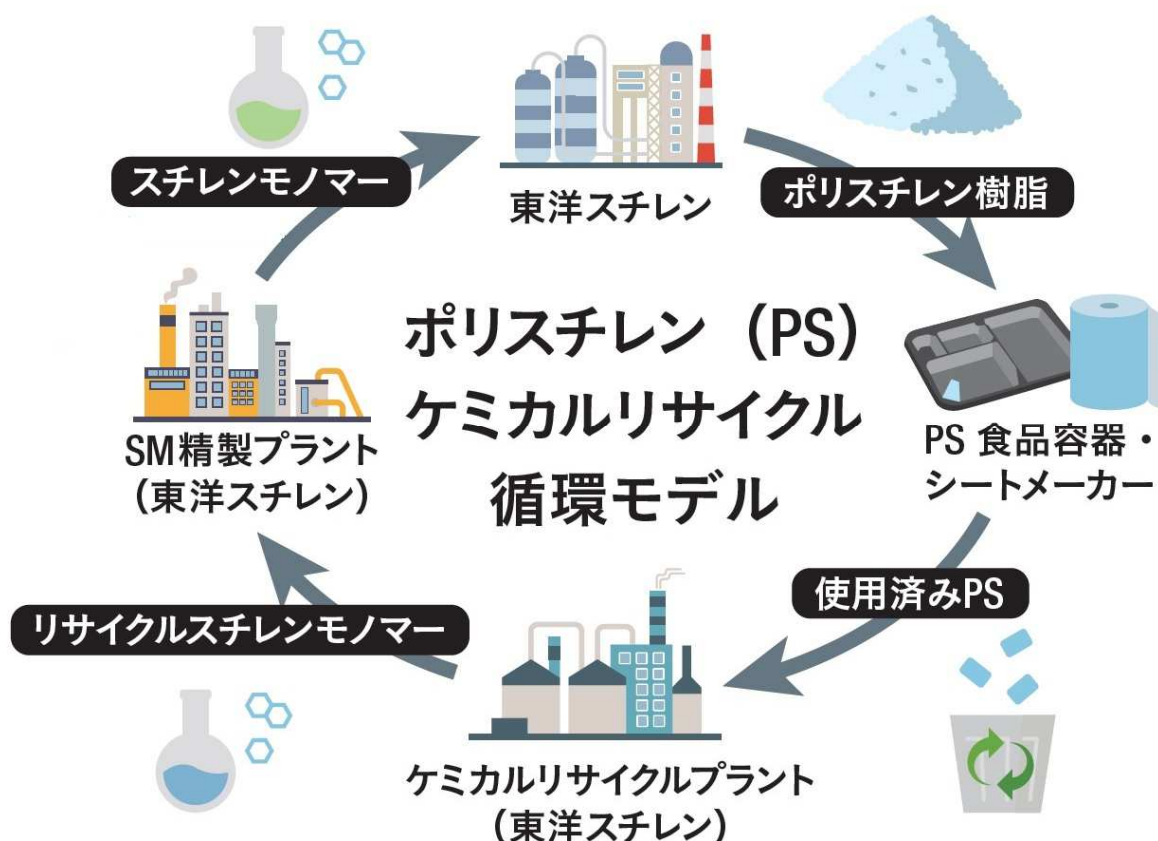 スチレンモノマー
東洋スチレン
ポリスチレン樹脂
ポリスチレン（PS）
ケミカルリサイクル
循環モデル
SM精製プラント
（東洋スチレン）
PS 食品容器・
シートメーカー
使用済みPS
リサイクルスチレンモノマー
ケミカルリサイクルプラント
（東洋スチレン）